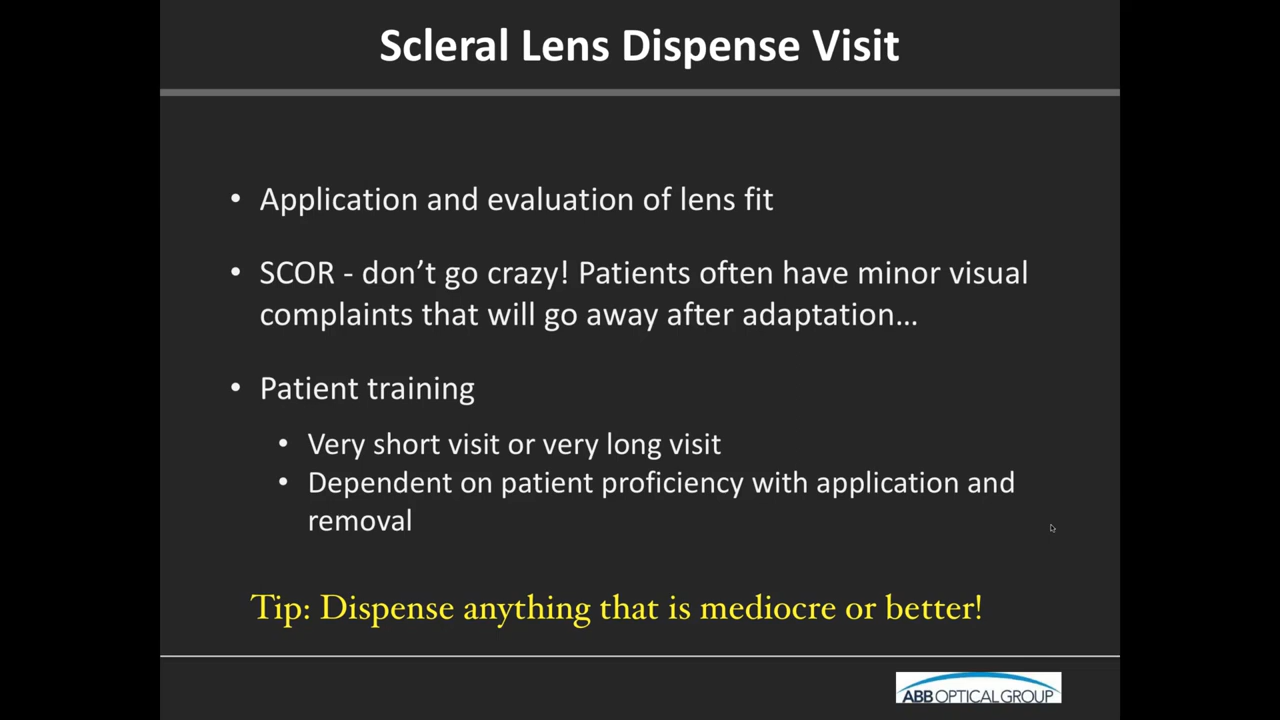 Scleral Lens Dispense Visit
• Application and evaluation of lens fit
• SCOR - don’t go crazy! Patients often have minor visual
complaints that will go away after adaptation…
• Patient training
• Very short visit or very long visit
• Dependent on patient proficiency with application and
removal
Tip: Dispense anything that is mediocre or better!
ABB OPTICAL GROUP